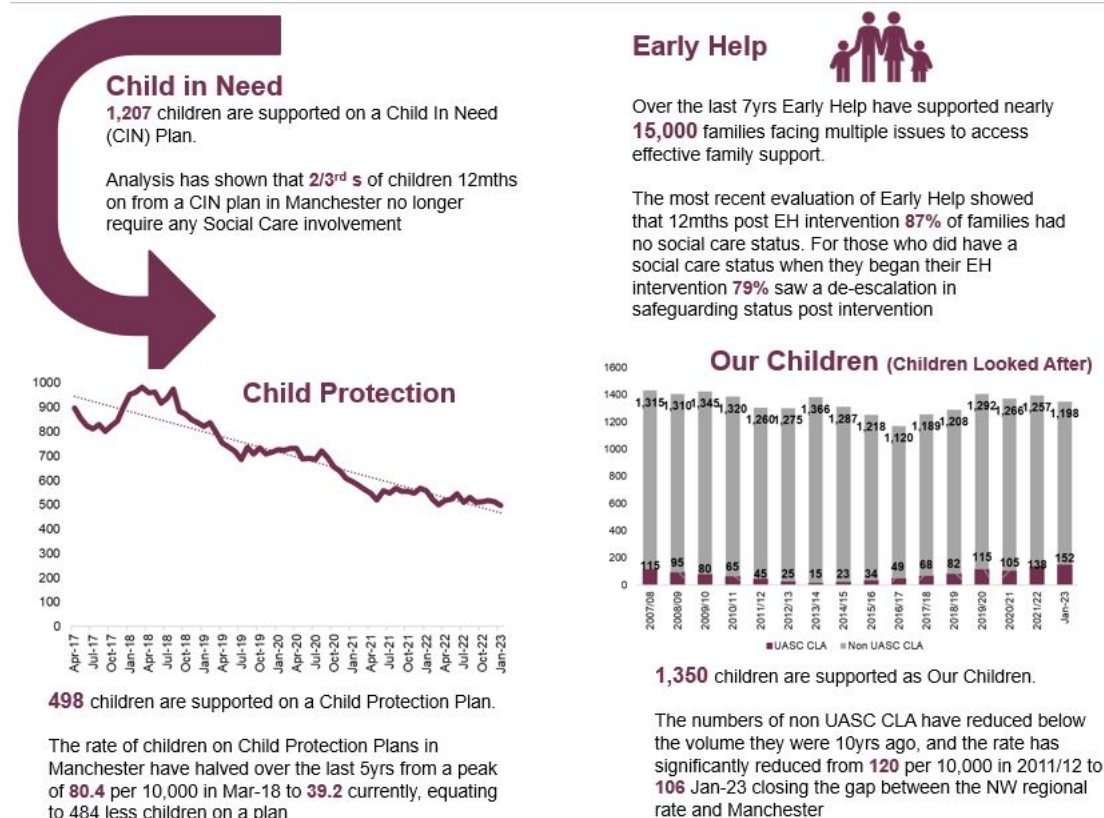 Child in Need
1,207 children are supported on a Child In Need
(CIN) Plan.
Analysis has shown that 2/3rd s of children 12mths
on from a CIN plan in Manchester no longer
require any Social Care involvement
Early Help
Over the last 7yrs Early Help have supported nearly
15,000 families facing multiple issues to access
effective family support.
The most recent evaluation of Early Help showed
that 12mths post EH intervention 87% of families had
no social care status. For those who did have a
social care status when they began their EH
intervention 79% saw a de-escalation in
safeguarding status post intervention
Child Protection
1000
900
800
700
600
500
400
300
200
100
0
Apr-17
Jul-17
Oct-17
Jan-18
Apr-18
Jul-18
Oct-18
Jan-19
Apr-19
Jul-19
Oct-19
Jan-20
Apr-20
Jul-20
Oct-20
Jan-21
Apr-21
Jul-21
Oct-21
Jan-22
Apr-22
Jul-22
Oct-22
Jan-23
498 children are supported on a Child Protection Plan.
The rate of children on Child Protection Plans in
Manchester have halved over the last 5yrs from a peak
of 80.4 per 10,000 in Mar-18 to 39.2 currently, equating
to 484 less children on a plan
Our Children (Children Looked After)
1600
1400
1200
1000
800
600
400
200
0
1,315 1,310 1,345 1,320 1,260 1,275 1,366 1,287 1,218 1,120 1,189 1,208 1,292 1,266 1,257 1,198
115 95 80 65 45 25 15 23 34 49 68 82 115 105 138 152
2007/08
2008/09
2009/10
2010/11
2011/12
2012/13
2013/14
2014/15
2015/16
2016/17
2017/18
2018/19
2019/20
2020/21
2021/22
Jan-23
UASC CLA Non UASC CLA
1,350 children are supported as Our Children.
The numbers of non UASC CLA have reduced below
the volume they were 10yrs ago, and the rate has
significantly reduced from 120 per 10,000 in 2011/12 to
106 Jan-23 closing the gap between the NW regional
rate and Manchester